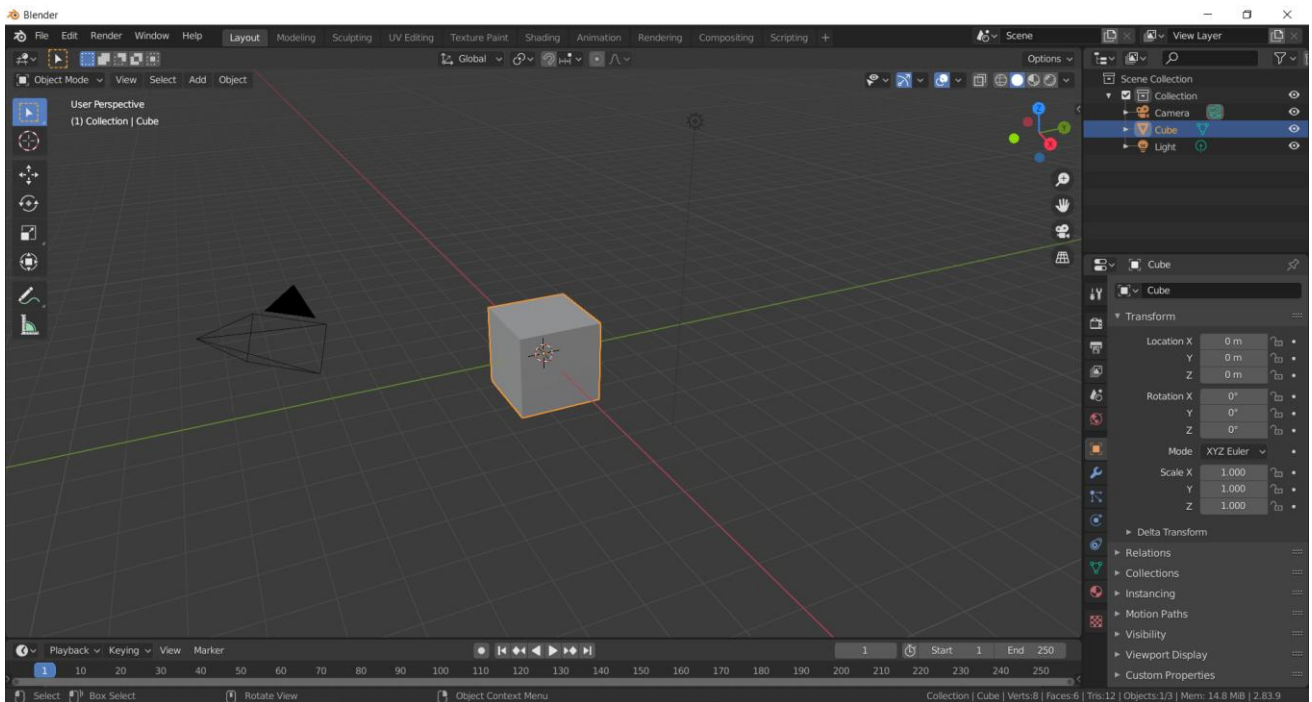 Blender
File Edit Render Window Help Layout Modeling Sculpting UV Editing Texture Paint Shading Animation Rendering Compositing Scripting + Scene View Layer
Global Options
Object Mode View Select Add Object
User Perspective
(1) Collection | Cube
Z
Y
X
Scene Collection
Collection
Camera
Cube
Light
Cube
Cube
Transform
Location X 0 m
Y 0 m
Z 0 m
Rotation X 0°
Y 0°
Z 0°
Mode XYZ Euler
Scale X 1.000
Y 1.000
Z 1.000
Delta Transform
Relations
Collections
Instancing
Motion Paths
Visibility
Viewport Display
Custom Properties
Playback Keying View Marker 1 Start 1 End 250
1 10 20 30 40 50 60 70 80 90 100 110 120 130 140 150 160 170 180 190 200 210 220 230 240 250
Select Box Select Rotate View Object Context Menu Collection | Cube | Verts:8 | Faces:6 | Tris:12 | Objects:1/3 | Mem: 14.8 MiB | 2.83.9